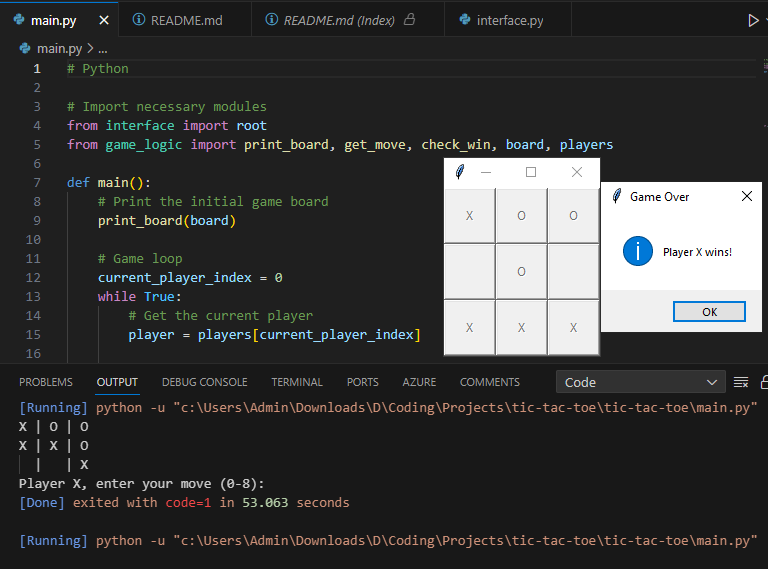 main.py
README.md
README.md (Index)
interface.py
main.py > ...
1 # Python
2
3 # Import necessary modules
4 from interface import root
5 from game_logic import print_board, get_move, check_win, board, players
6
7 def main():
8 # Print the initial game board
9 print_board(board)
10
11 # Game loop
12 current_player_index = 0
13 while True:
14 # Get the current player
15 player = players[current_player_index]
16
X O O
O
X X X
Game Over
Player X wins!
OK
PROBLEMS OUTPUT DEBUG CONSOLE TERMINAL PORTS AZURE COMMENTS Code
[Running] python -u "c:\Users\Admin\Downloads\D\Coding\Projects\tic-tac-toe\tic-tac-toe\main.py"
X | O | O
X | X | O
| | X
Player X, enter your move (0-8):
[Done] exited with code=1 in 53.063 seconds
[Running] python -u "c:\Users\Admin\Downloads\D\Coding\Projects\tic-tac-toe\tic-tac-toe\main.py"